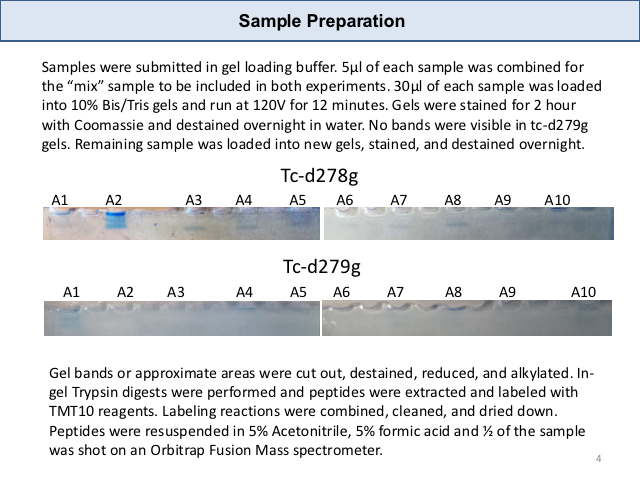 Sample Preparation
Samples were submitted in gel loading buffer. 5µl of each sample was combined for
the “mix” sample to be included in both experiments. 30µl of each sample was loaded
into 10% Bis/Tris gels and run at 120V for 12 minutes. Gels were stained for 2 hour
with Coomassie and destained overnight in water. No bands were visible in tc-d279g
gels. Remaining sample was loaded into new gels, stained, and destained overnight.
Tc-d278g
A1 A2 A3 A4 A5 A6 A7 A8 A9 A10
Tc-d279g
A1 A2 A3 A4 A5 A6 A7 A8 A9 A10
Gel bands or approximate areas were cut out, destained, reduced, and alkylated. In-
gel Trypsin digests were performed and peptides were extracted and labeled with
TMT10 reagents. Labeling reactions were combined, cleaned, and dried down.
Peptides were resuspended in 5% Acetonitrile, 5% formic acid and ½ of the sample
was shot on an Orbitrap Fusion Mass spectrometer.
4